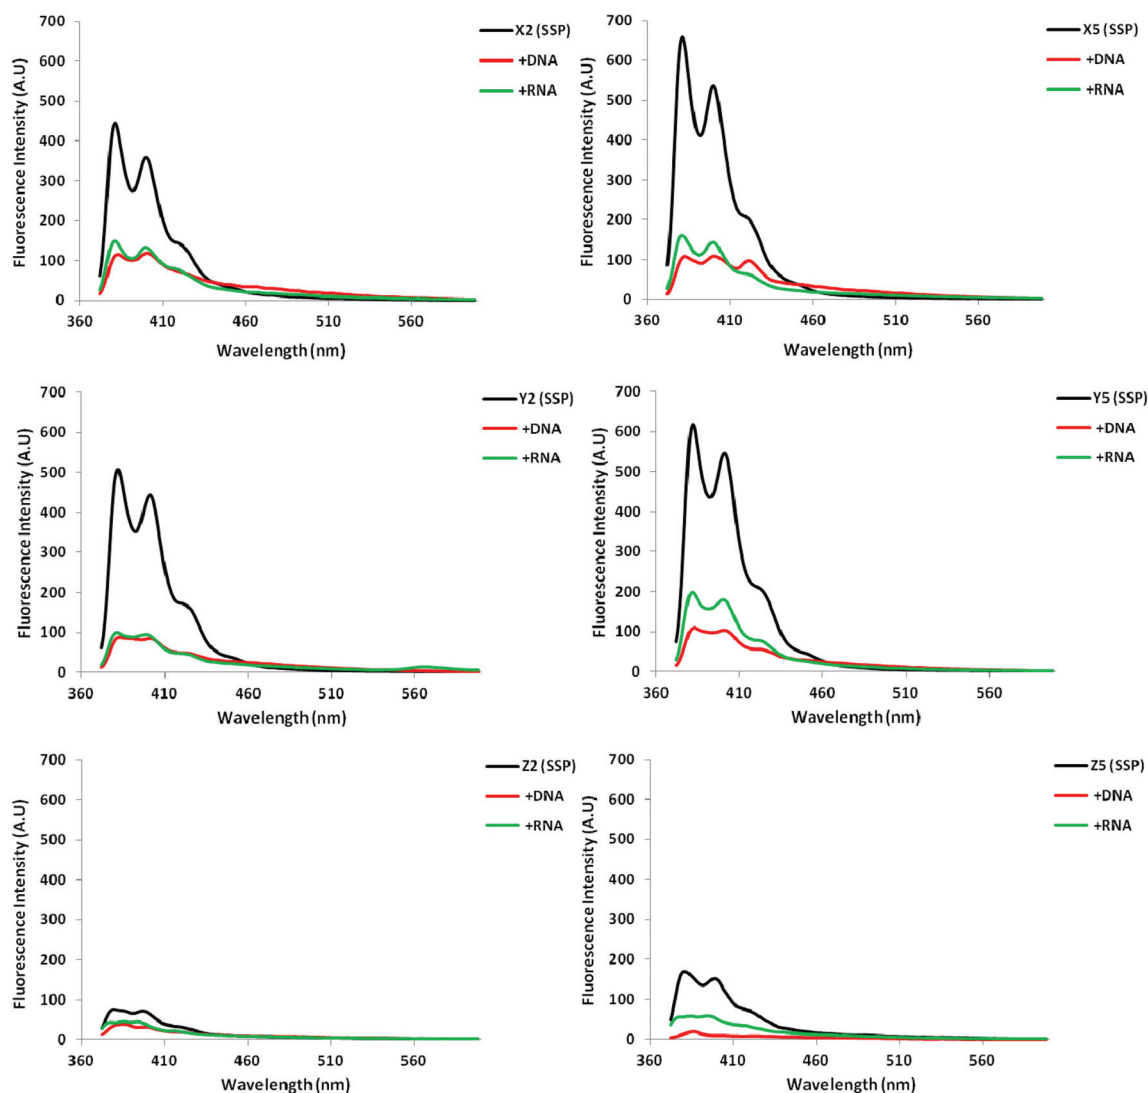 700
600
500
400
300
200
100
0
Fluorescence Intensity (A.U)
360 410 460 510 560
Wavelength (nm)
X2 (SSP)
+DNA
+RNA
700
600
500
400
300
200
100
0
Fluorescence Intensity (A.U)
360 410 460 510 560
Wavelength (nm)
X5 (SSP)
+DNA
+RNA
700
600
500
400
300
200
100
0
Fluorescence Intensity (A.U)
360 410 460 510 560
Wavelength (nm)
Y2 (SSP)
+DNA
+RNA
700
600
500
400
300
200
100
0
Fluorescence Intensity (A.U)
360 410 460 510 560
Wavelength (nm)
Y5 (SSP)
+DNA
+RNA
700
600
500
400
300
200
100
0
Fluorescence Intensity (A.U)
360 410 460 510 560
Wavelength (nm)
Z2 (SSP)
+DNA
+RNA
700
600
500
400
300
200
100
0
Fluorescence Intensity (A.U)
360 410 460 510 560
Wavelength (nm)
Z5 (SSP)
+DNA
+RNA